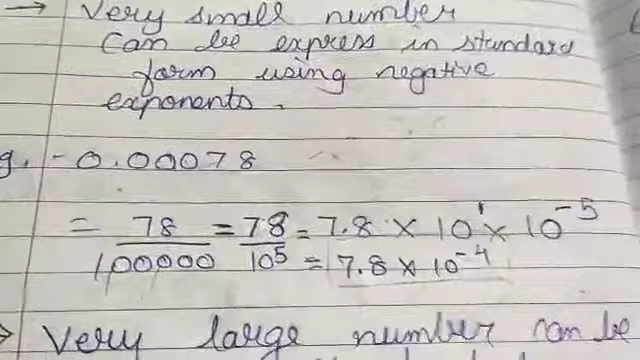 → Very small number
Can be express in standard
form using negative
exponents.
g. - 0.00078
= 78/100000 = 78/10⁵ = 7.8 × 10¹ × 10⁻⁵
= 7.8 × 10⁻⁴
Very large number can be